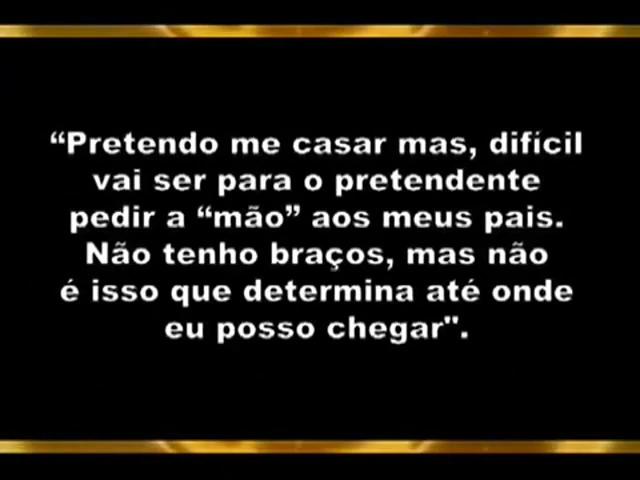 “Pretendo me casar mas, difícil
vai ser para o pretendente
pedir a “mão” aos meus pais.
Não tenho braços, mas não
é isso que determina até onde
eu posso chegar".